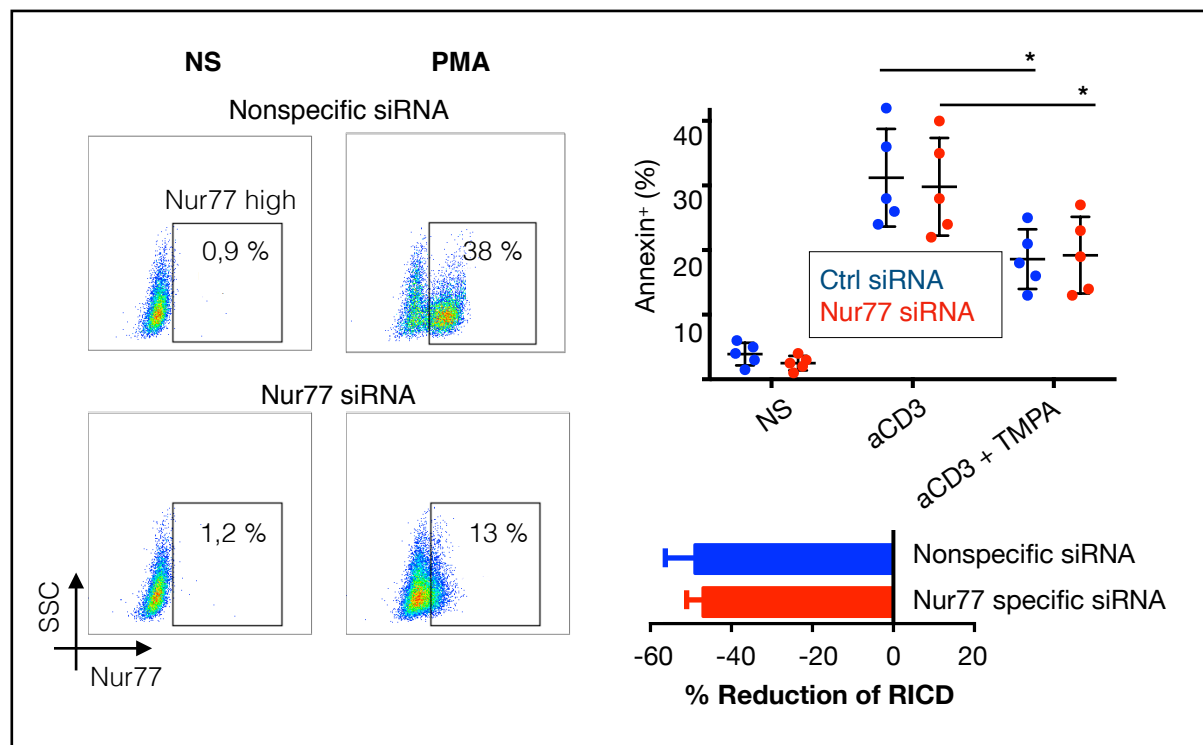 NS
PMA
Nonspecific siRNA
Nur77 high
0,9 %
38 %
Nur77 siRNA
1,2 %
13 %
SSC
Nur77
*
*
Annexin+ (%)
40
30
20
10
Ctrl siRNA
Nur77 siRNA
NS
aCD3
aCD3 + TMPA
Nonspecific siRNA
Nur77 specific siRNA
-60 -40 -20 0 20
% Reduction of RICD